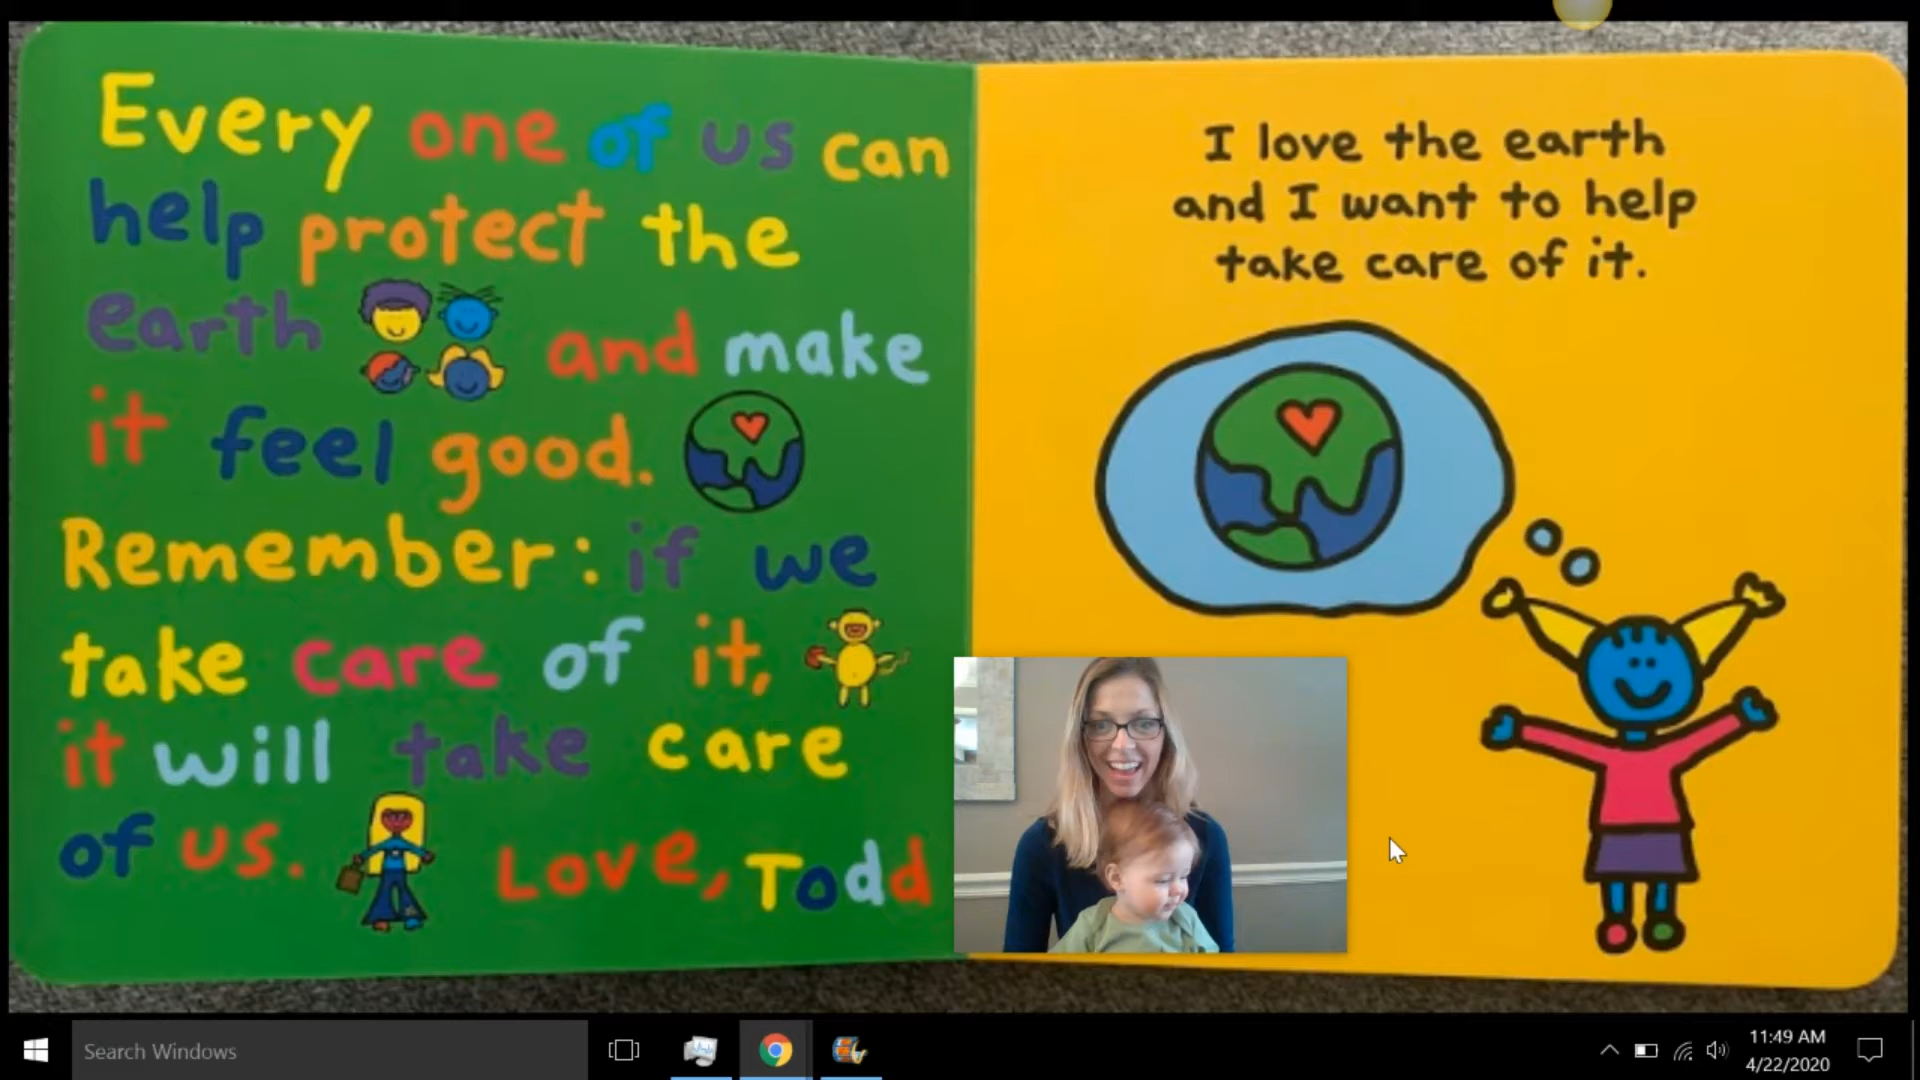 Every one of us can
help protect the
earth and make
it feel good.
Remember: if we
take care of it,
it will take care
of us. Love, Todd
I love the earth
and I want to help
take care of it.
Search Windows
11:49 AM
4/22/2020